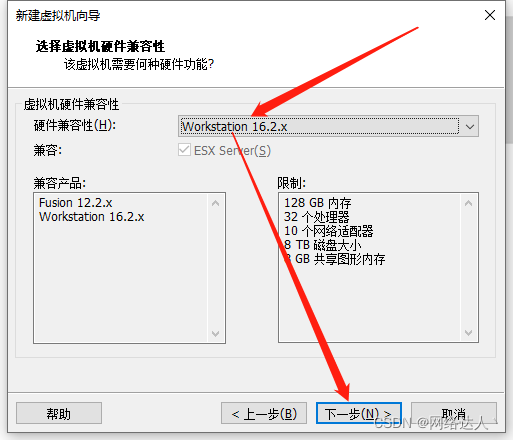 新建虚拟机向导
选择虚拟机硬件兼容性
该虚拟机需要何种硬件功能?
虚拟机硬件兼容性
硬件兼容性(H):
Workstation 16.2.x
兼容:
ESX Server(S)
兼容产品:
Fusion 12.2.x
Workstation 16.2.x
限制:
128 GB 内存
32 个处理器
10 个网络适配器
8 TB 磁盘大小
GB 共享图形内存
帮助
< 上一步(B)
下一步(N) >
取消
CSDN @网络达人